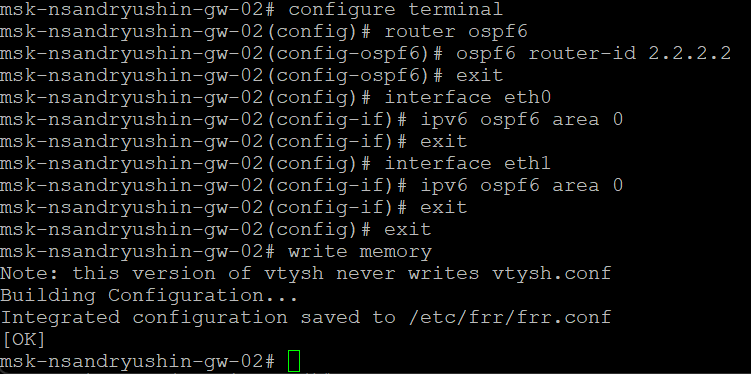 msk-nsandryushin-gw-02# configure terminal
msk-nsandryushin-gw-02(config)# router ospf6
msk-nsandryushin-gw-02(config-ospf6)# ospf6 router-id 2.2.2.2
msk-nsandryushin-gw-02(config-ospf6)# exit
msk-nsandryushin-gw-02(config)# interface eth0
msk-nsandryushin-gw-02(config-if)# ipv6 ospf6 area 0
msk-nsandryushin-gw-02(config-if)# exit
msk-nsandryushin-gw-02(config)# interface eth1
msk-nsandryushin-gw-02(config-if)# ipv6 ospf6 area 0
msk-nsandryushin-gw-02(config-if)# exit
msk-nsandryushin-gw-02(config)# exit
msk-nsandryushin-gw-02# write memory
Note: this version of vtysh never writes vtysh.conf
Building Configuration...
Integrated configuration saved to /etc/frr/frr.conf
[OK]
msk-nsandryushin-gw-02#